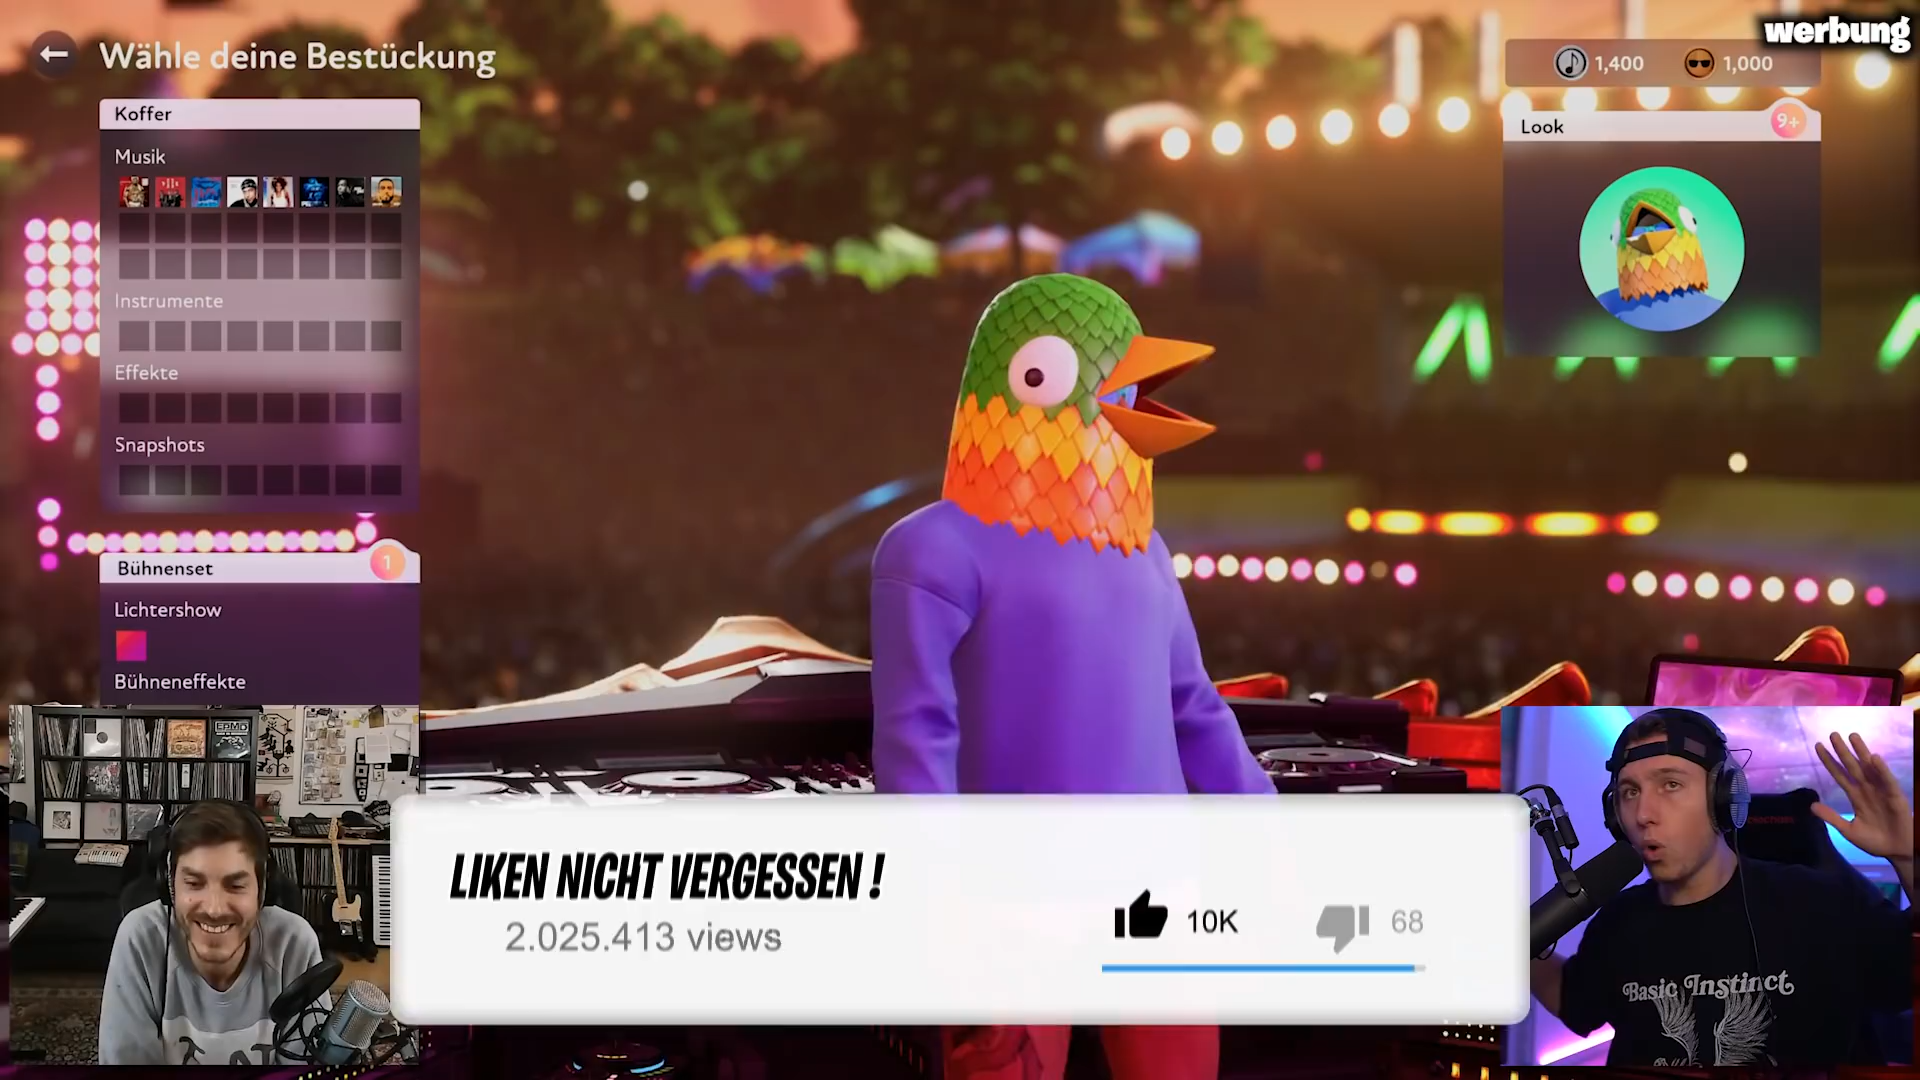 werbung
Wähle deine Bestückung
1,400
1,000
Koffer
Musik
Instrumente
Effekte
Snapshots
Look
9+
Bühnenset
1
Lichtershow
Bühneneffekte
EPMD
LIKEN NICHT VERGESSEN !
2.025.413 views
10K
68
Basic Instinct